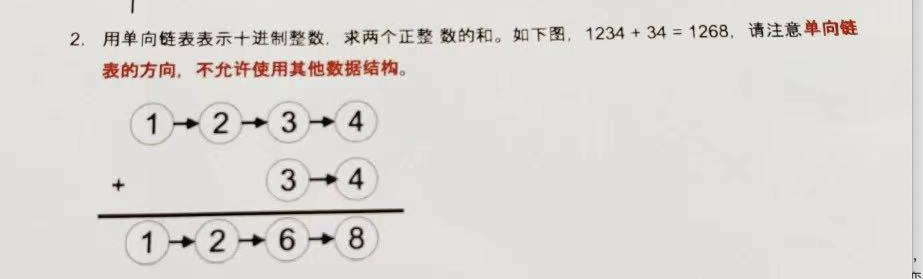 2. 用单向链表表示十进制整数，求两个正整 数的和。如下图，1234 + 34 = 1268，请注意单向链
表的方向，不允许使用其他数据结构。
1 2 3 4
+ 3 4
1 2 6 8